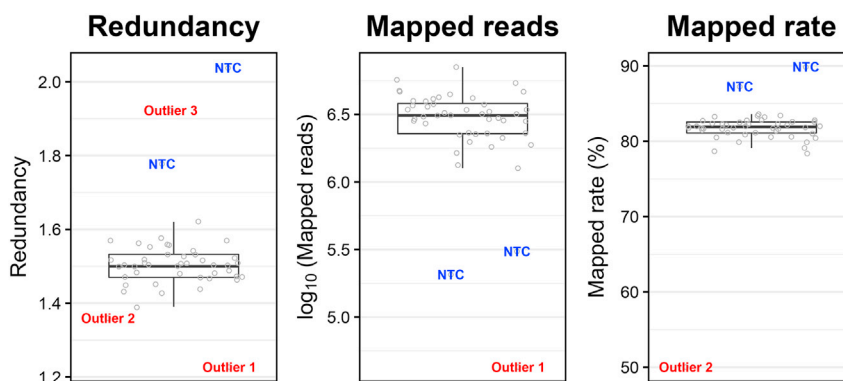 Redundancy
Mapped reads
Mapped rate
Redundancy
2.0
1.8
1.6
1.4
1.2
NTC
Outlier 3
NTC
Outlier 2
Outlier 1
log10 (Mapped reads)
6.5
6.0
5.5
5.0
NTC
NTC
Outlier 1
Mapped rate (%)
90
80
70
60
50
NTC
NTC
Outlier 2